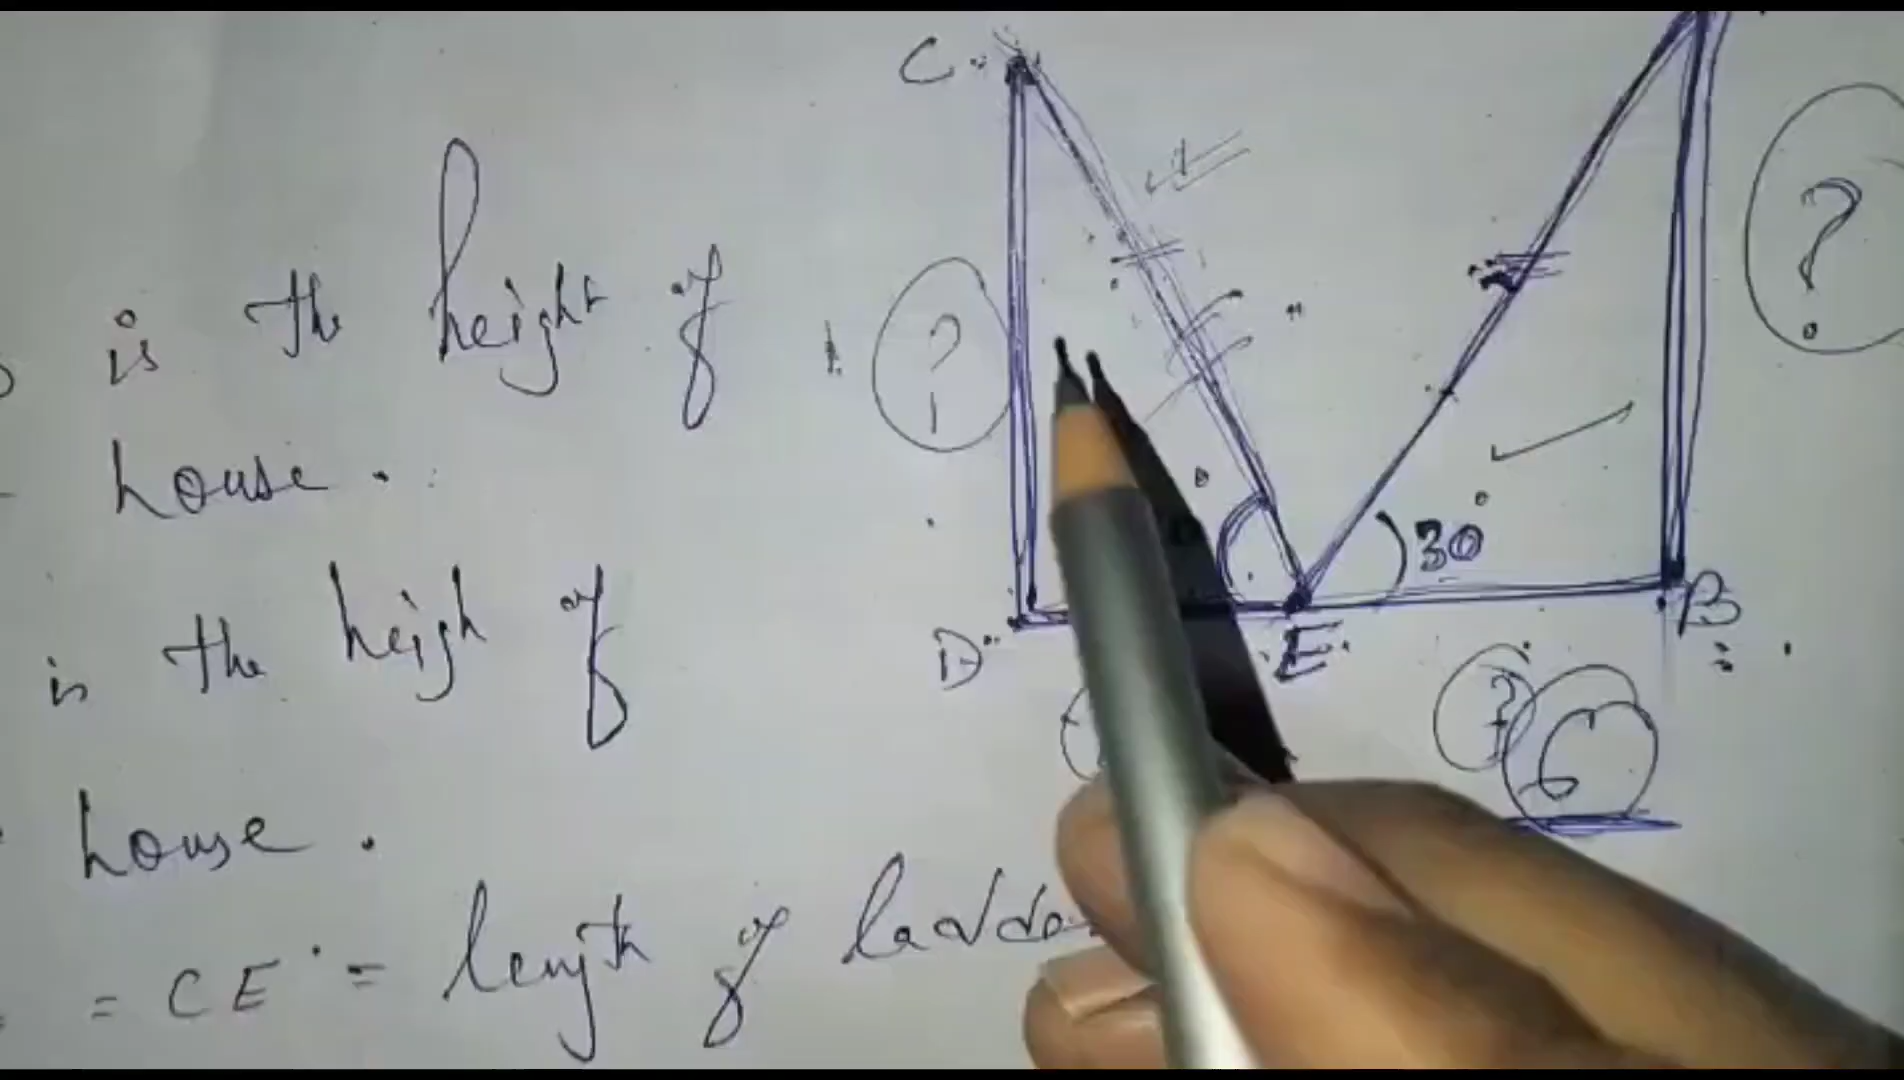 is the height of
house.
is the heigh of
house.
= CE = length of ladder
C
?
?
30
D
E
B
?
6